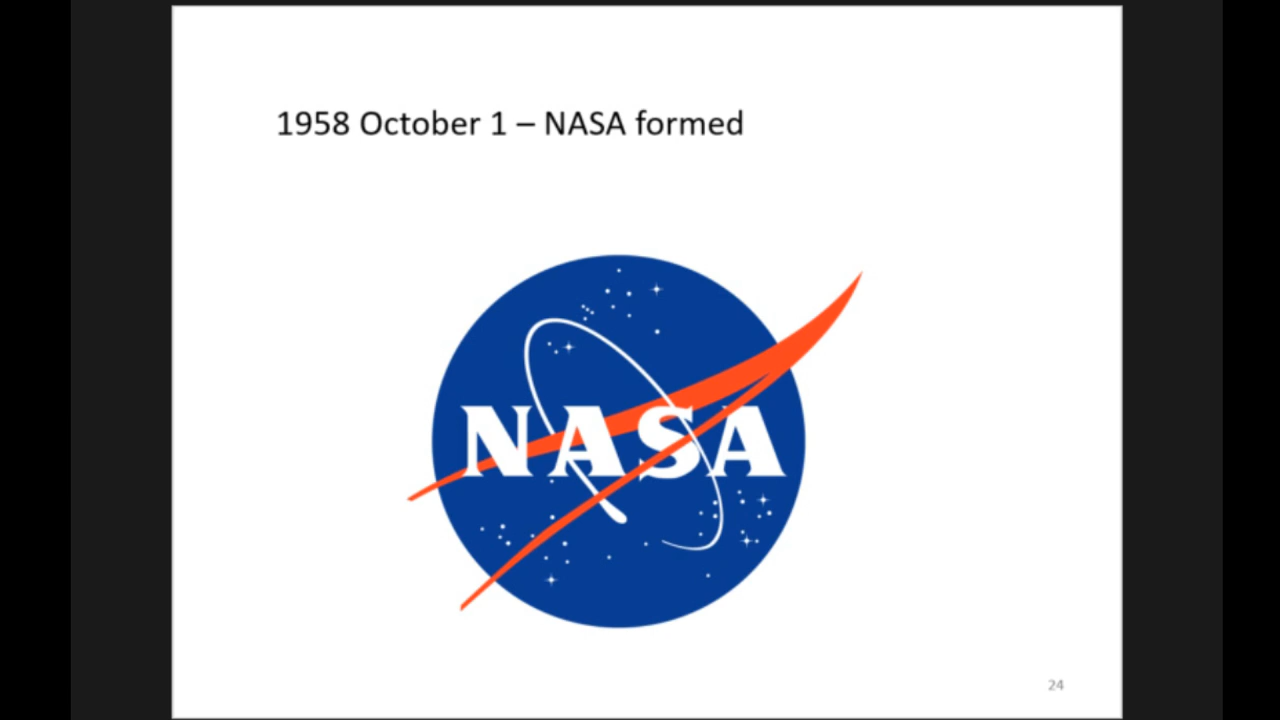 1958 October 1 – NASA formed
NASA
24